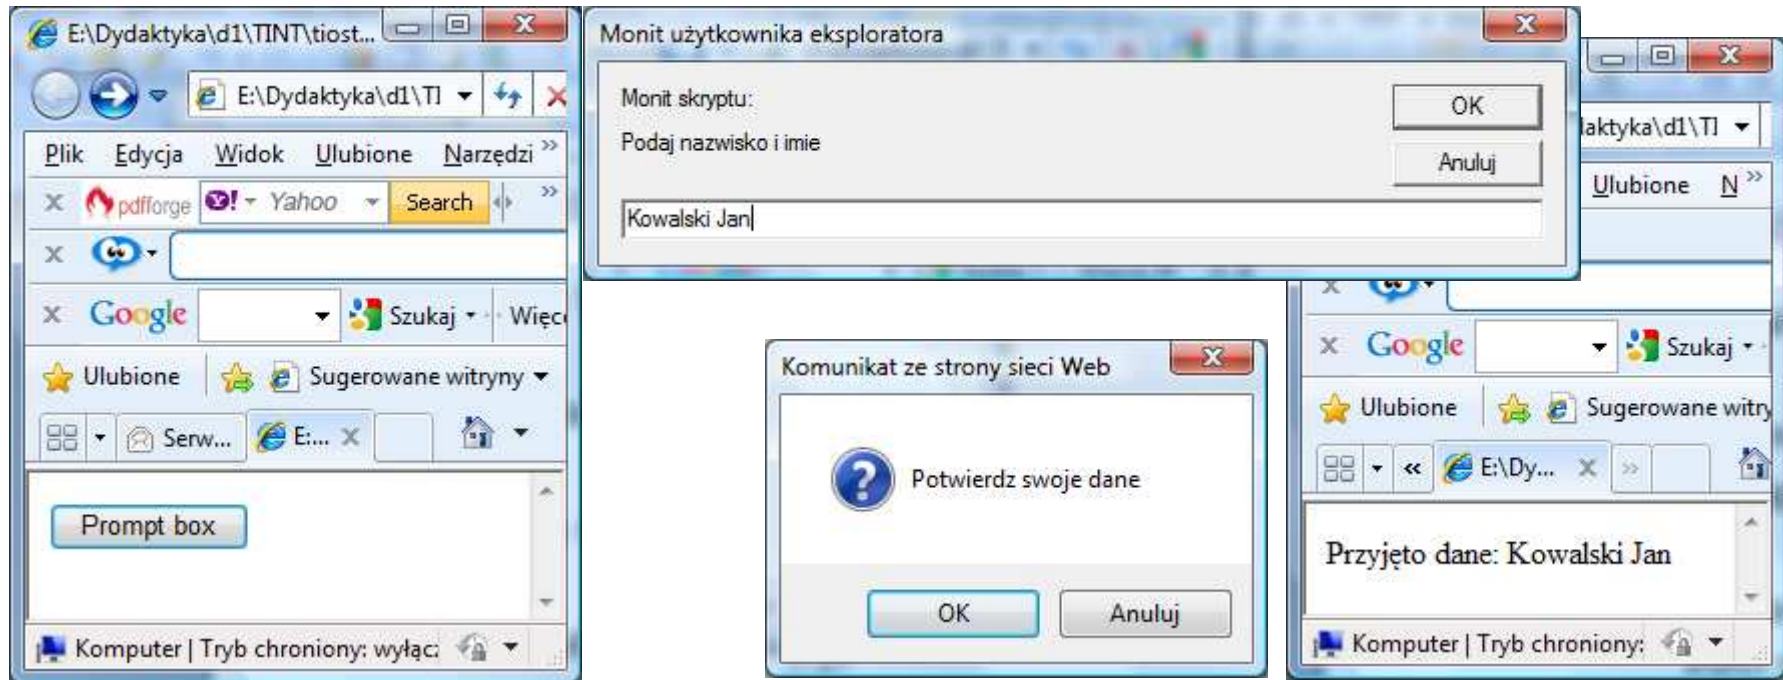 E:\Dydaktyka\d1\TINT\tiost...
E:\Dydaktyka\d1\TI
Plik Edycja Widok Ulubione Narzędzi »
X pdfforge Y! Yahoo Search »
X
X Google Szukaj Więc
Ulubione Sugerowane witryny
Serw... E:... X
Prompt box
Komputer | Tryb chroniony: wyłąc:
Monit użytkownika eksploratora
Monit skryptu:
Podaj nazwisko i imie
OK
Anuluj
Kowalski Jan
Komunikat ze strony sieci Web
Potwierdz swoje dane
OK Anuluj
laktyka\d1\TI
Ulubione N »
X Google Szukaj
Ulubione Sugerowane witry
« E:\Dy... X »
Przyjęto dane: Kowalski Jan
Komputer | Tryb chroniony: